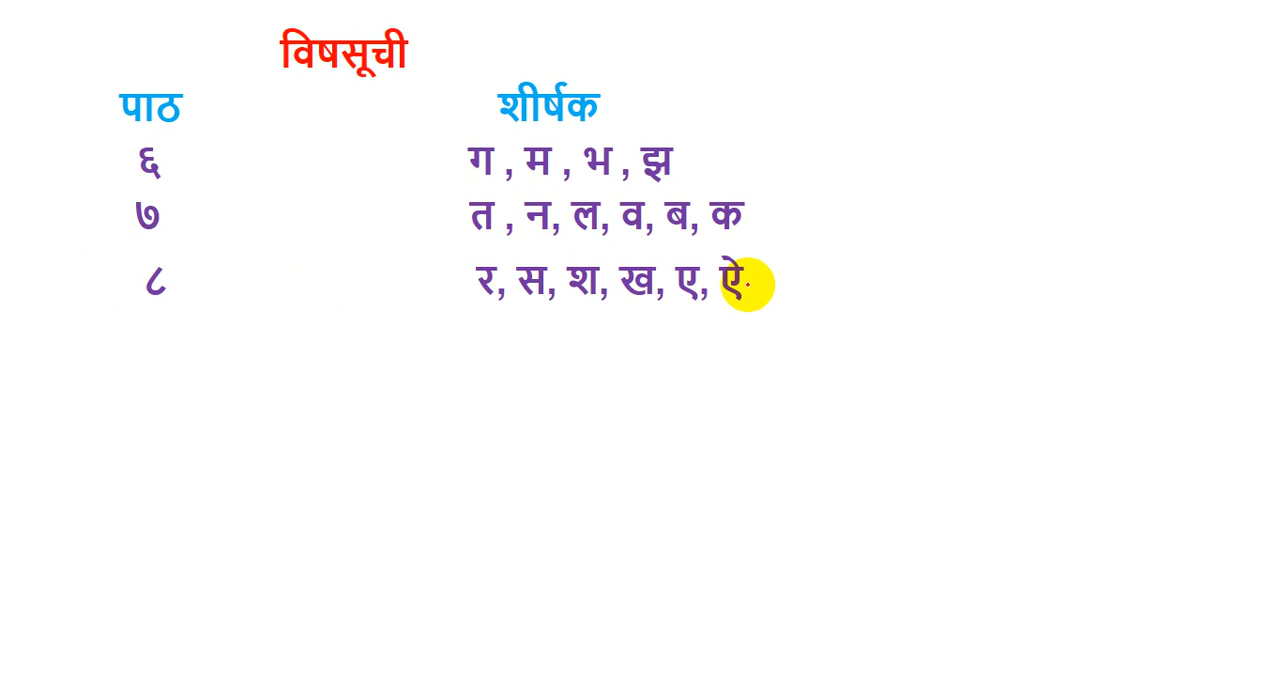 विषसूची
पाठ शीर्षक
६ ग , म , भ , झ
७ त , न, ल, व, ब, क
८ र, स, श, ख, ए, ऐ